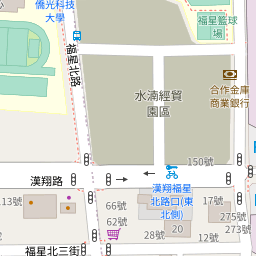 僑光科技
大學
福星籃球
場
福星北路
水湳經貿
園區
合作金庫
商業銀行
150號
漢翔路
漢翔福星
北路口(東
北側)
113號
66號
62號
28號
20
12號
17號
275號
273號
福星北三街